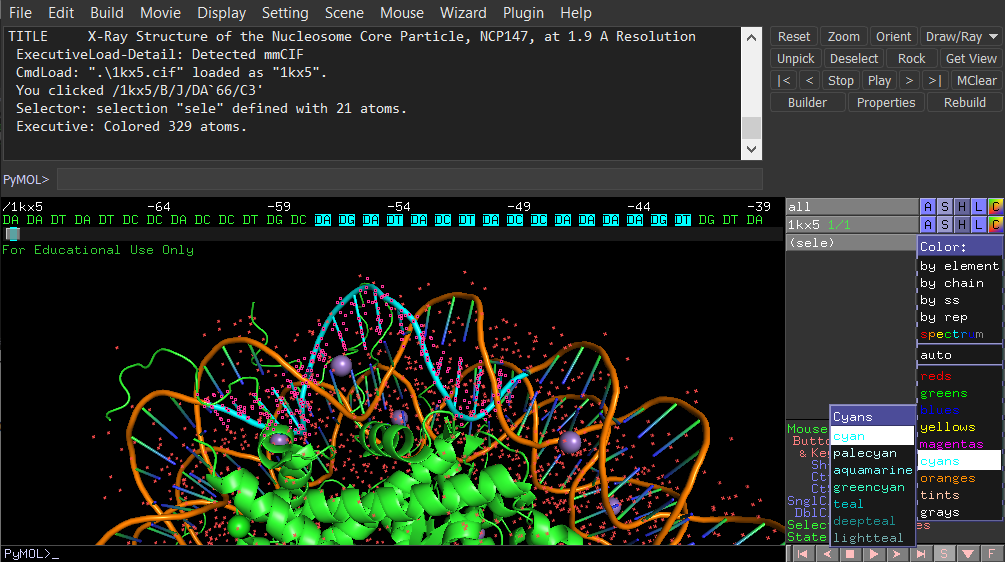 File Edit Build Movie Display Setting Scene Mouse Wizard Plugin Help
TITLE     X-Ray Structure of the Nucleosome Core Particle, NCP147, at 1.9 A Resolution
ExecutiveLoad-Detail: Detected mmCIF
CmdLoad: ".\1kx5.cif" loaded as "1kx5".
You clicked /1kx5/B/J/DA`66/C3'
Selector: selection "sele" defined with 21 atoms.
Executive: Colored 329 atoms.
Reset Zoom Orient Draw/Ray
Unpick Deselect Rock Get View
|< < Stop Play > >| MClear
Builder Properties Rebuild
PyMOL>
/1kx5 -64 -59 -54 -49 -44 -39
DA DA DT DA DT DC DA DC DC DC DT DG DC DA DG DA DT DA DC DT DA DC DA DA DA DA DG DT DG DT DA
For Educational Use Only
all A S H L C
1kx5 1/1 A S H L C
(sele)
Color:
by element
by chain
by ss
by rep
spectr m
auto
reds
greens
yellows
magentas
cyans
oranges
tints
grays
Cyans
cyan
palecyan
aquamarine
greencyan
teal
deepteal
lightteal
Mouse
Butto
& Ke
Sh
Ct
Ct
SnglC
DblC
Selec
State
PyMOL>_
S F